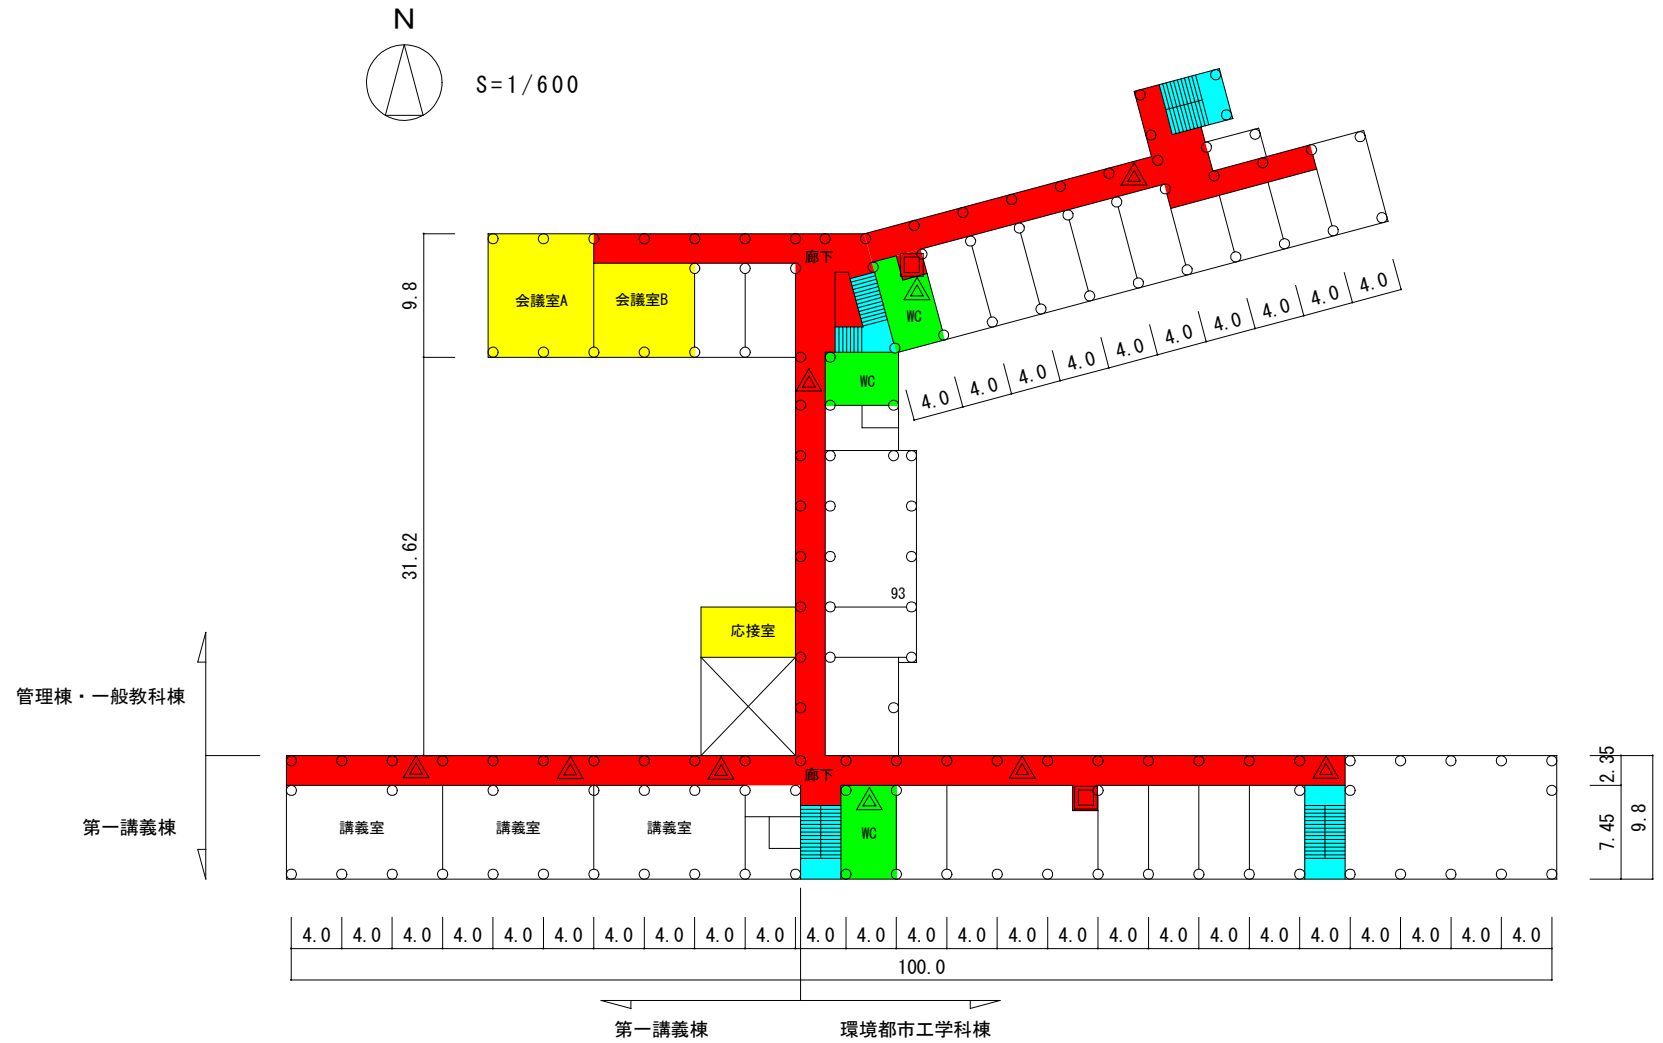 N
S=1/600
廊下
9.8
会議室A
会議室B
WC
WC
4.0 4.0 4.0 4.0 4.0 4.0 4.0 4.0 4.0 4.0
31.62
93
応接室
管理棟・一般教科棟
廊下
2.35
第一講義棟
講義室
講義室
講義室
WC
7.45
9.8
4.0 4.0 4.0 4.0 4.0 4.0 4.0 4.0 4.0 4.0 4.0 4.0 4.0 4.0 4.0 4.0 4.0 4.0 4.0 4.0 4.0 4.0 4.0 4.0 4.0
100.0
第一講義棟
環境都市工学科棟